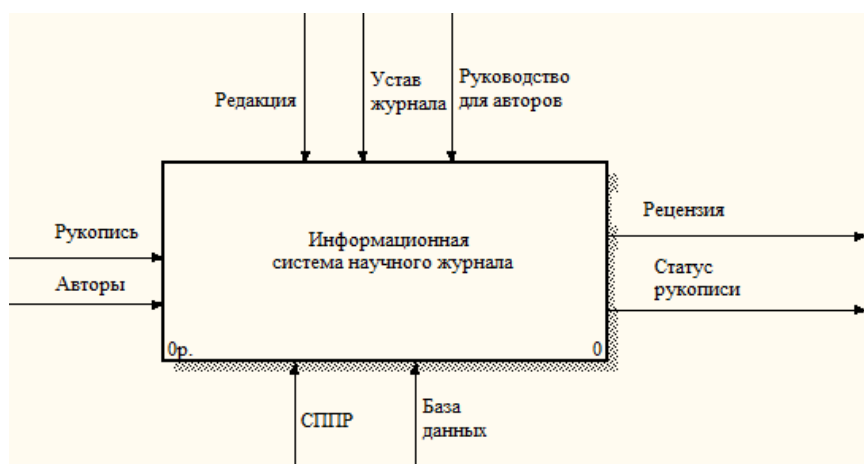 Редакция
Устав
журнала
Руководство
для авторов
Рукопись
Авторы
Информационная
система научного журнала
Рецензия
Статус
рукописи
0р.
0
СППР
База
данных